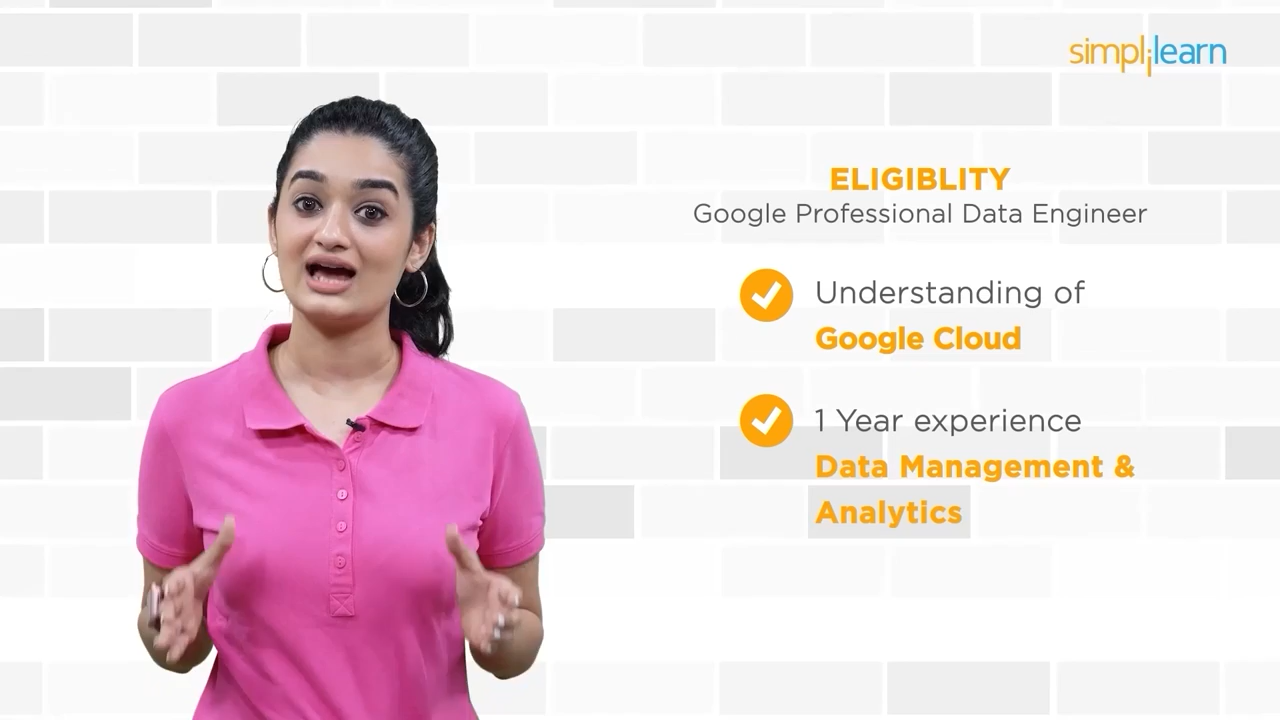 simplilearn
ELIGIBLITY
Google Professional Data Engineer
Understanding of
Google Cloud
1 Year experience
Data Management &
Analytics